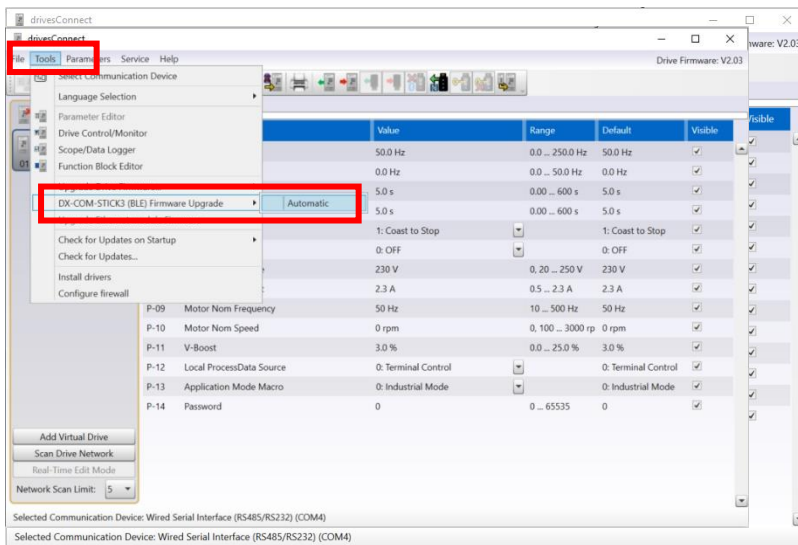 drivesConnect
drivesConnect
File Tools Parameters Service Help
Drive Firmware: V2.03
Select Communication Device
Language Selection
Parameter Editor
Drive Control/Monitor
Scope/Data Logger
Function Block Editor
DX-COM-STICK3 (BLE) Firmware Upgrade
Automatic
Check for Updates on Startup
Check for Updates...
Install drivers
Configure firewall
Value Range Default Visible
50.0 Hz 0.0 ... 250.0 Hz 50.0 Hz
0.0 Hz 0.0 ... 50.0 Hz 0.0 Hz
5.0 s 0.00 ... 600 s 5.0 s
5.0 s 0.00 ... 600 s 5.0 s
1: Coast to Stop 1: Coast to Stop
0: OFF 0: OFF
230 V 0, 20 ... 250 V 230 V
2.3 A 0.5 ... 2.3 A 2.3 A
P-09 Motor Nom Frequency 50 Hz 10 ... 500 Hz 50 Hz
P-10 Motor Nom Speed 0 rpm 0, 100 ... 3000 rp 0 rpm
P-11 V-Boost 3.0 % 0.0 ... 25.0 % 3.0 %
P-12 Local ProcessData Source 0: Terminal Control 0: Terminal Control
P-13 Application Mode Macro 0: Industrial Mode 0: Industrial Mode
P-14 Password 0 0 ... 65535 0
01
Add Virtual Drive
Scan Drive Network
Real-Time Edit Mode
Network Scan Limit: 5
Selected Communication Device: Wired Serial Interface (RS485/RS232) (COM4)
Selected Communication Device: Wired Serial Interface (RS485/RS232) (COM4)